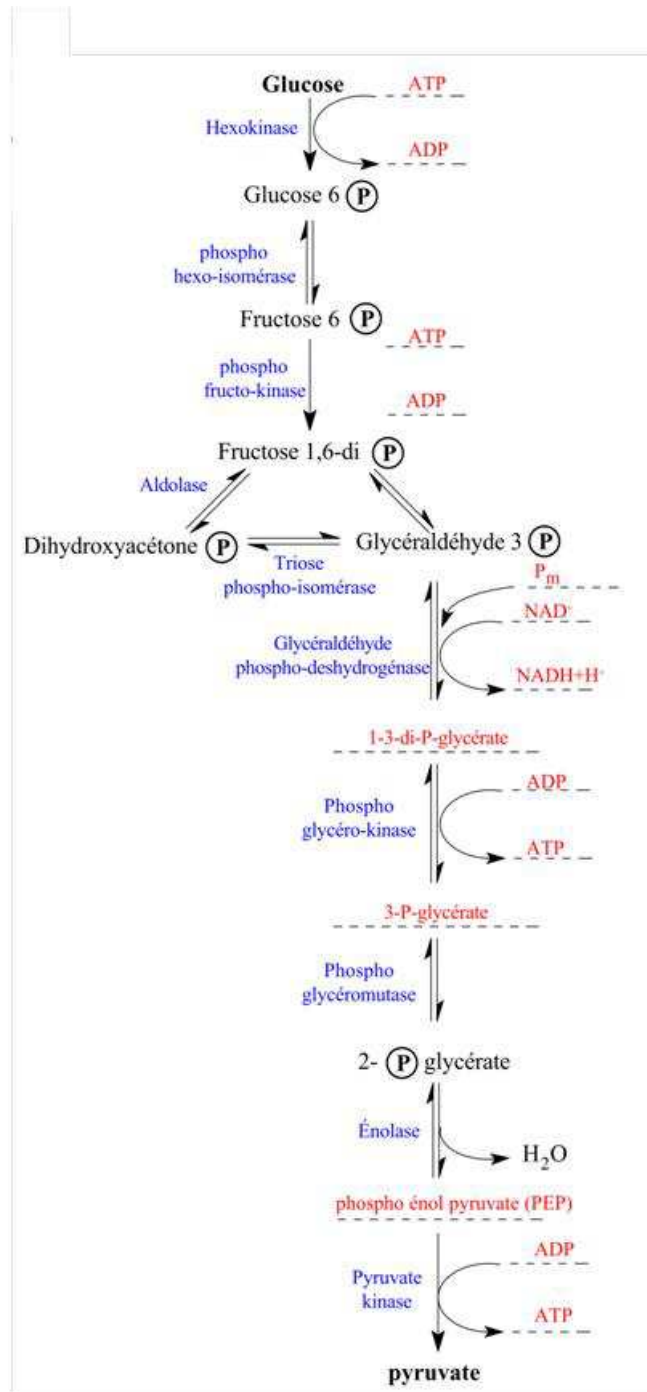 Glucose
ATP
Hexokinase
ADP
Glucose 6 P
phospho
hexo-isomérase
Fructose 6 P
ATP
phospho
fructo-kinase
ADP
Fructose 1,6-di P
Aldolase
Dihydroxyacétone P
Glycéraldéhyde 3 P
Triose
phospho-isomérase
Pm
NAD+
Glycéraldéhyde
phospho-deshydrogénase
NADH+H+
1-3-di-P-glycérate
ADP
Phospho
glycéro-kinase
ATP
3-P-glycérate
Phospho
glycéromutase
2- P glycérate
Énolase
H2O
phospho énol pyruvate (PEP)
ADP
Pyruvate
kinase
ATP
pyruvate